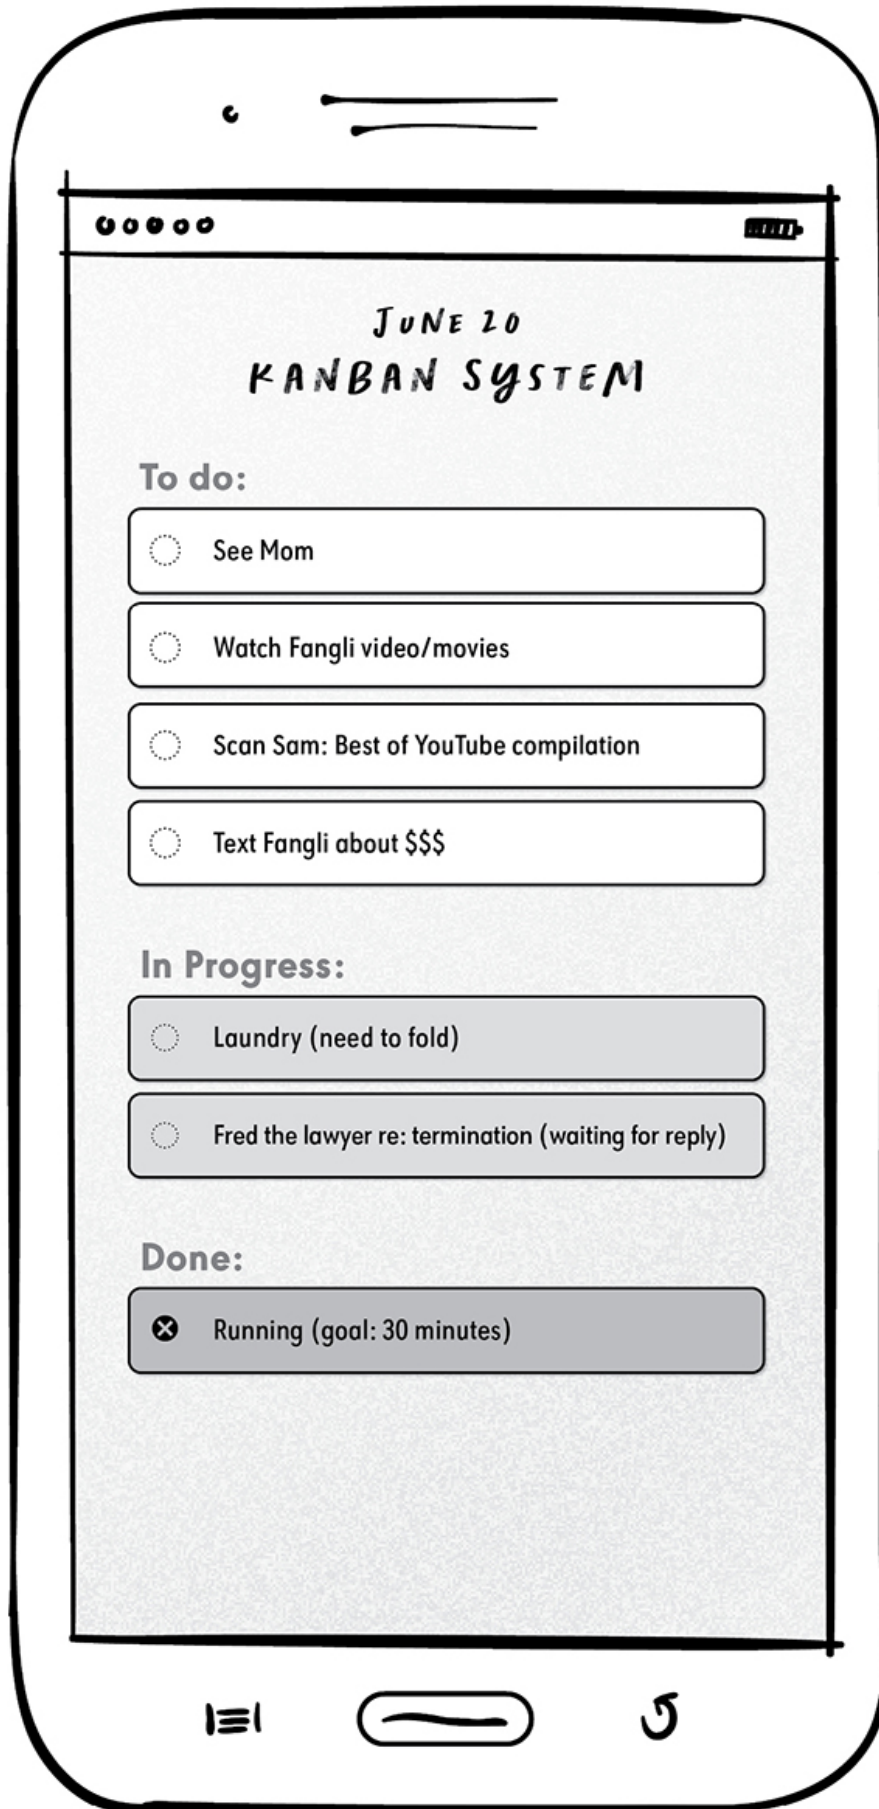 JUNE 20
KANBAN SYSTEM
To do:
See Mom
Watch Fangli video/movies
Scan Sam: Best of YouTube compilation
Text Fangli about $$$
In Progress:
Laundry (need to fold)
Fred the lawyer re: termination (waiting for reply)
Done:
Running (goal: 30 minutes)